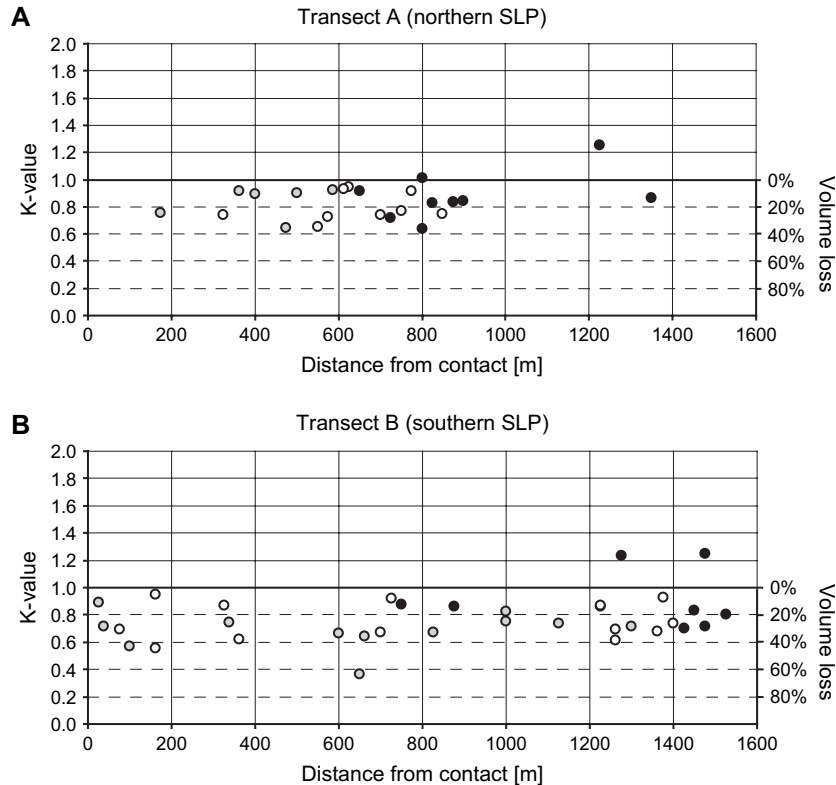 A
Transect A (northern SLP)
K-value
2.0
1.8
1.6
1.4
1.2
1.0
0.8
0.6
0.4
0.2
0.0
0%
20%
40%
60%
80%
Volume loss
0 200 400 600 800 1000 1200 1400 1600
Distance from contact [m]
B
Transect B (southern SLP)
K-value
2.0
1.8
1.6
1.4
1.2
1.0
0.8
0.6
0.4
0.2
0.0
0%
20%
40%
60%
80%
Volume loss
0 200 400 600 800 1000 1200 1400 1600
Distance from contact [m]